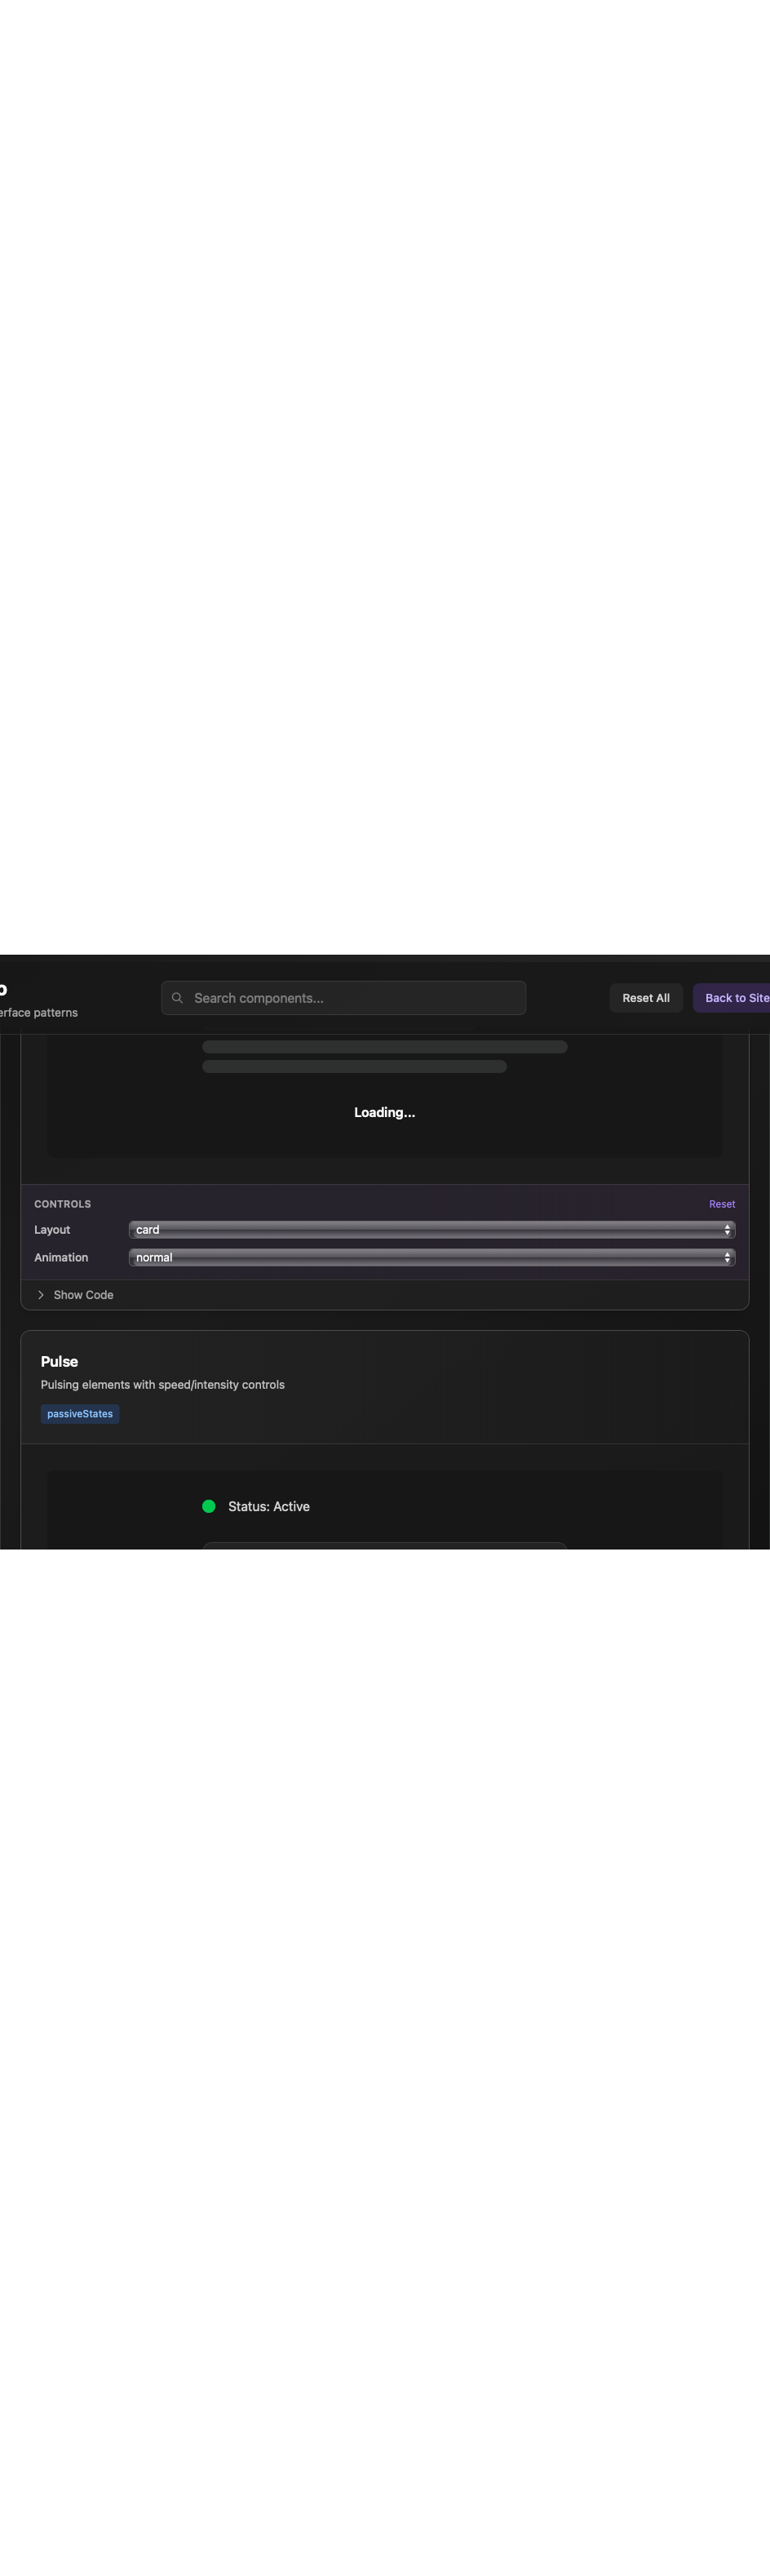 o
erface patterns
Search components...
Reset All
Back to Site
Loading...
CONTROLS
Reset
Layout
card
Animation
normal
Show Code
Pulse
Pulsing elements with speed/intensity controls
passiveStates
Status: Active